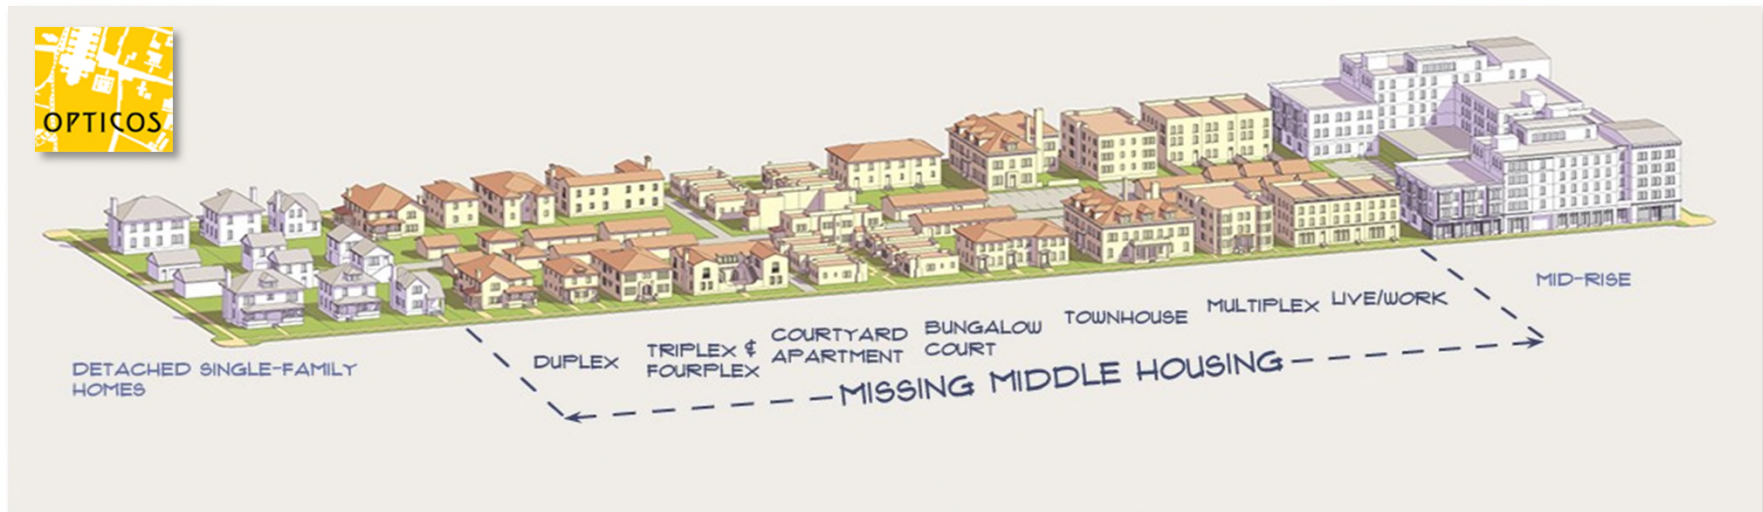 OPTICOS
DETACHED SINGLE-FAMILY
HOMES
DUPLEX
TRIPLEX &
FOURPLEX
COURTYARD
APARTMENT
BUNGALOW
COURT
TOWNHOUSE
MULTIPLEX
LIVE/WORK
MID-RISE
MISSING MIDDLE HOUSING